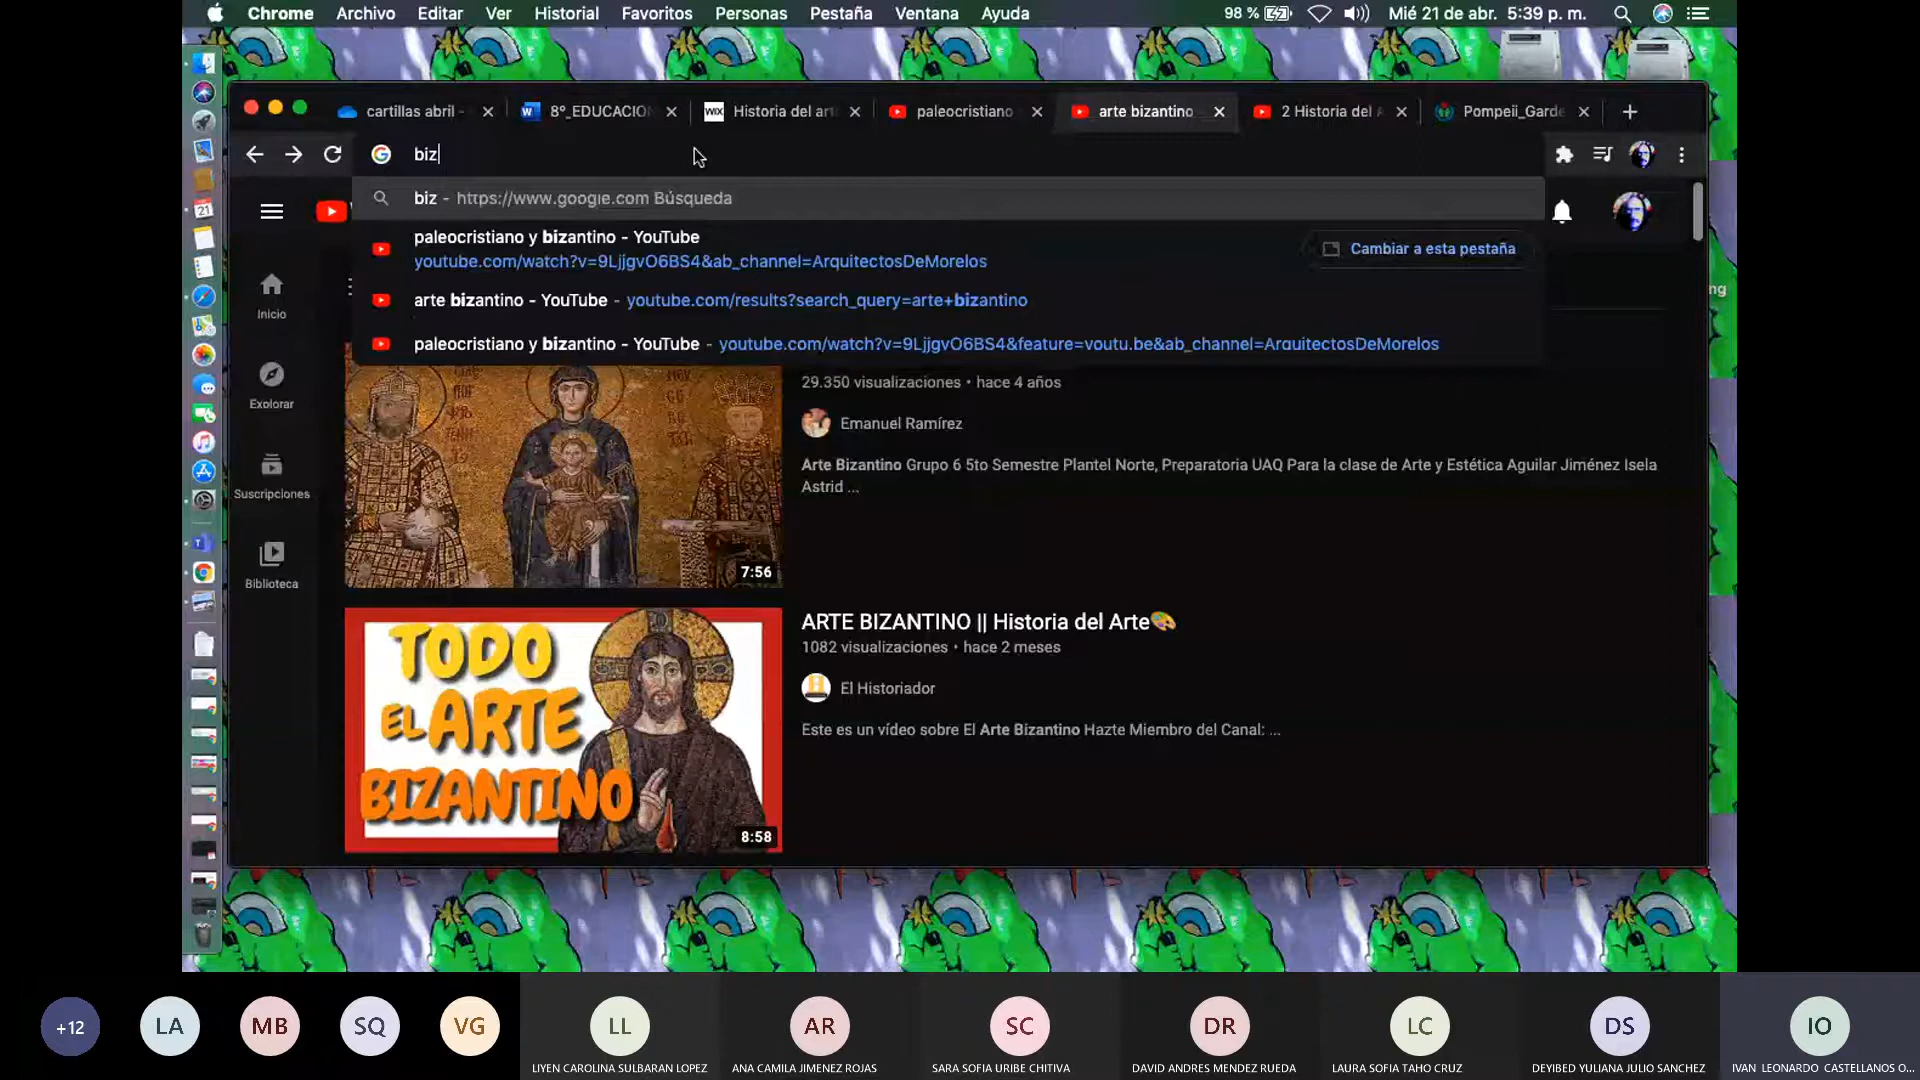 Chrome Archivo Editar Ver Historial Favoritos Personas Pestaña Ventana Ayuda 98 % Mié 21 de abr. 5:39 p. m.
cartillas abril - 8º_EDUCACION WIX Historia del arte paleocristiano arte bizantino 2 Historia del A Pompeii_Garde
biz
biz - https://www.google.com Búsqueda
paleocristiano y bizantino - YouTube
youtube.com/watch?v=9LjjgvO6BS4&ab_channel=ArquitectosDeMorelos
Cambiar a esta pestaña
arte bizantino - YouTube - youtube.com/results?search_query=arte+bizantino
paleocristiano y bizantino - YouTube - youtube.com/watch?v=9LjjgvO6BS4&feature=youtu.be&ab_channel=ArquitectosDeMorelos
Inicio
Explorar
Suscripciones
Biblioteca
29.350 visualizaciones • hace 4 años
Emanuel Ramírez
Arte Bizantino Grupo 6 5to Semestre Plantel Norte, Preparatoria UAQ Para la clase de Arte y Estética Aguilar Jiménez Isela
Astrid ...
7:56
TODO
EL ARTE
BIZANTINO
8:58
ARTE BIZANTINO || Historia del Arte🎨
1082 visualizaciones • hace 2 meses
El Historiador
Este es un vídeo sobre El Arte Bizantino Hazte Miembro del Canal: ...
+12 LA MB SQ VG LL AR SC DR LC DS IO
LIYEN CAROLINA SULBARAN LOPEZ
ANA CAMILA JIMENEZ ROJAS
SARA SOFIA URIBE CHITIVA
DAVID ANDRES MENDEZ RUEDA
LAURA SOFIA TAHO CRUZ
DEYIBED YULIANA JULIO SANCHEZ
IVAN LEONARDO CASTELLANOS O...